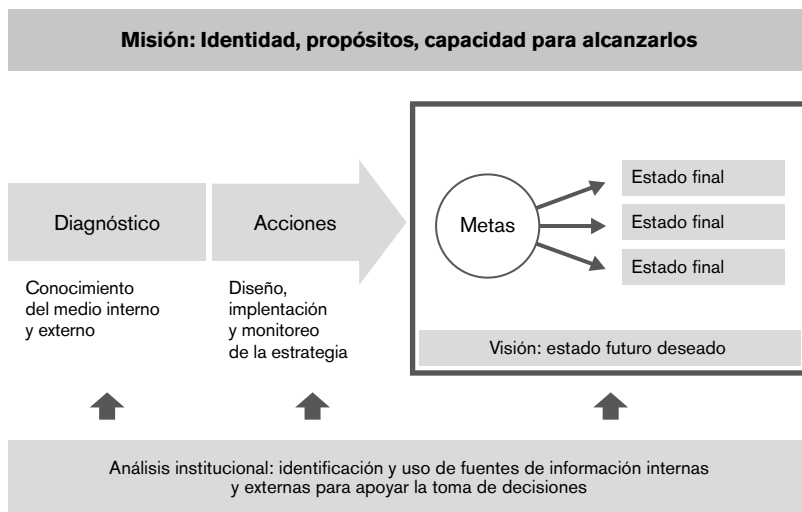 Misión: Identidad, propósitos, capacidad para alcanzarlos
Diagnóstico
Conocimiento
del medio interno
y externo
Acciones
Diseño,
implentación
y monitoreo
de la estrategia
Metas
Estado final
Estado final
Estado final
Visión: estado futuro deseado
Análisis institucional: identificación y uso de fuentes de información internas
y externas para apoyar la toma de decisiones